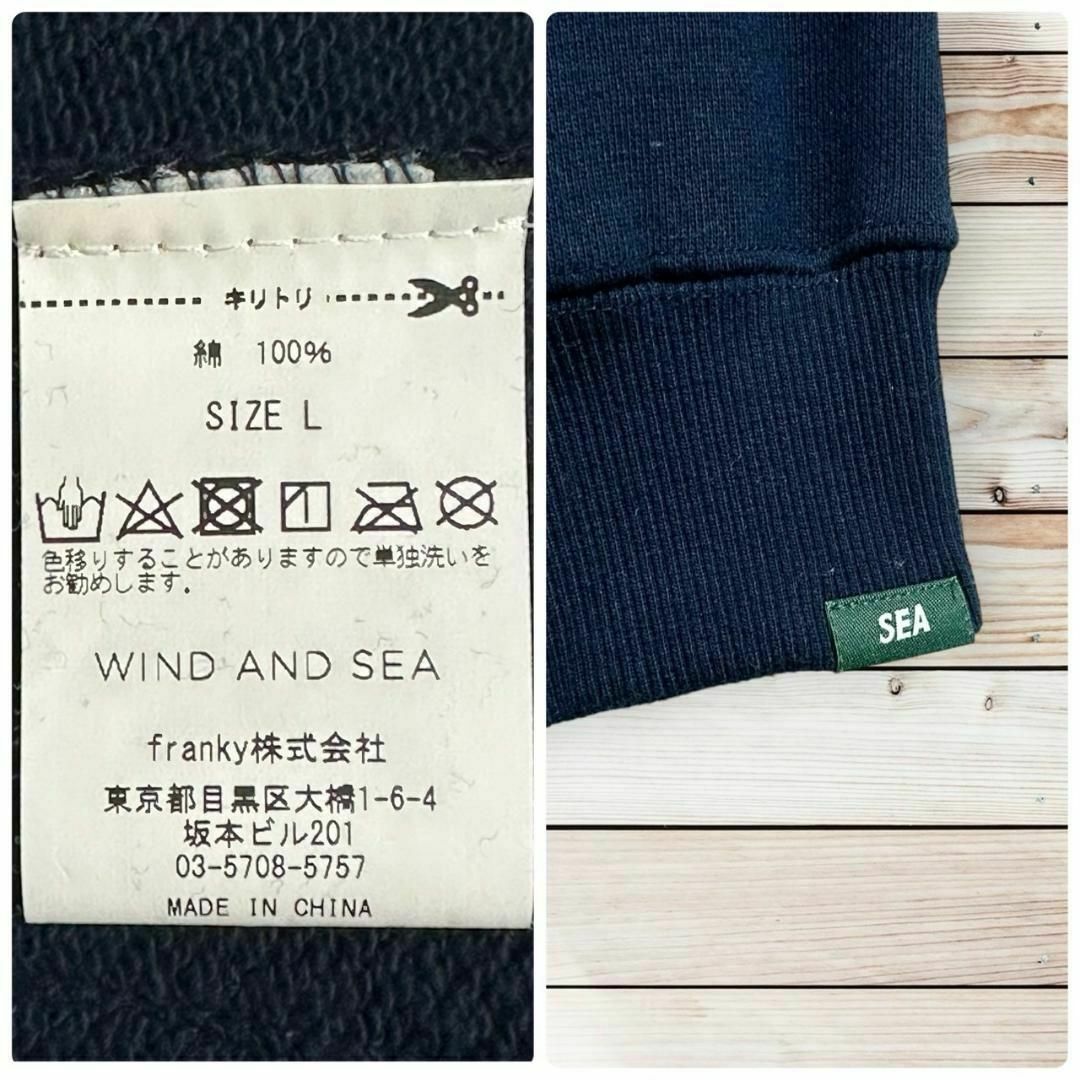 キリトリ
綿 100%
SIZE L
色移りすることがありますので単独洗いを
お勧めします。
WIND AND SEA
franky株式会社
東京都目黒区大橋1-6-4
坂本ビル201
03-5708-5757
MADE IN CHINA
SEA